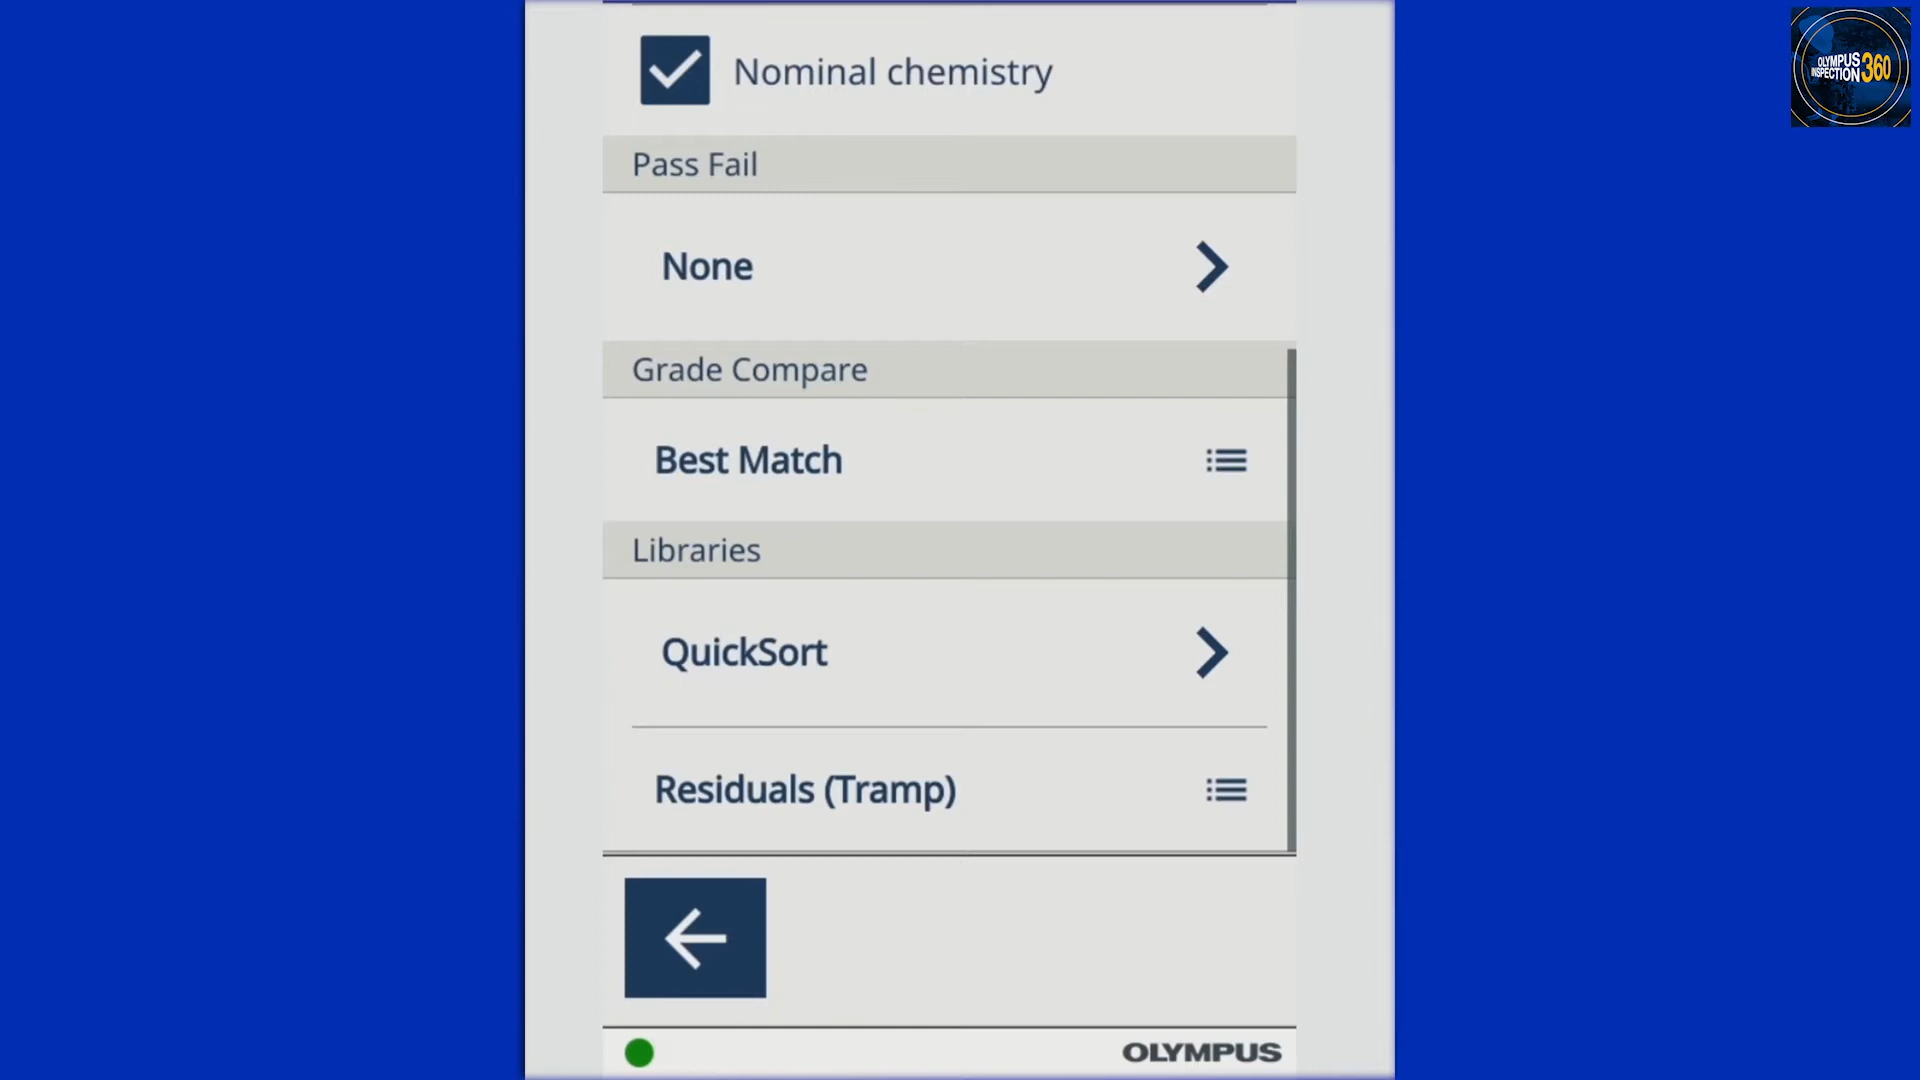 Nominal chemistry
Pass Fail
None
Grade Compare
Best Match
Libraries
QuickSort
Residuals (Tramp)
OLYMPUS
OLYMPUS
INSPECTION 360